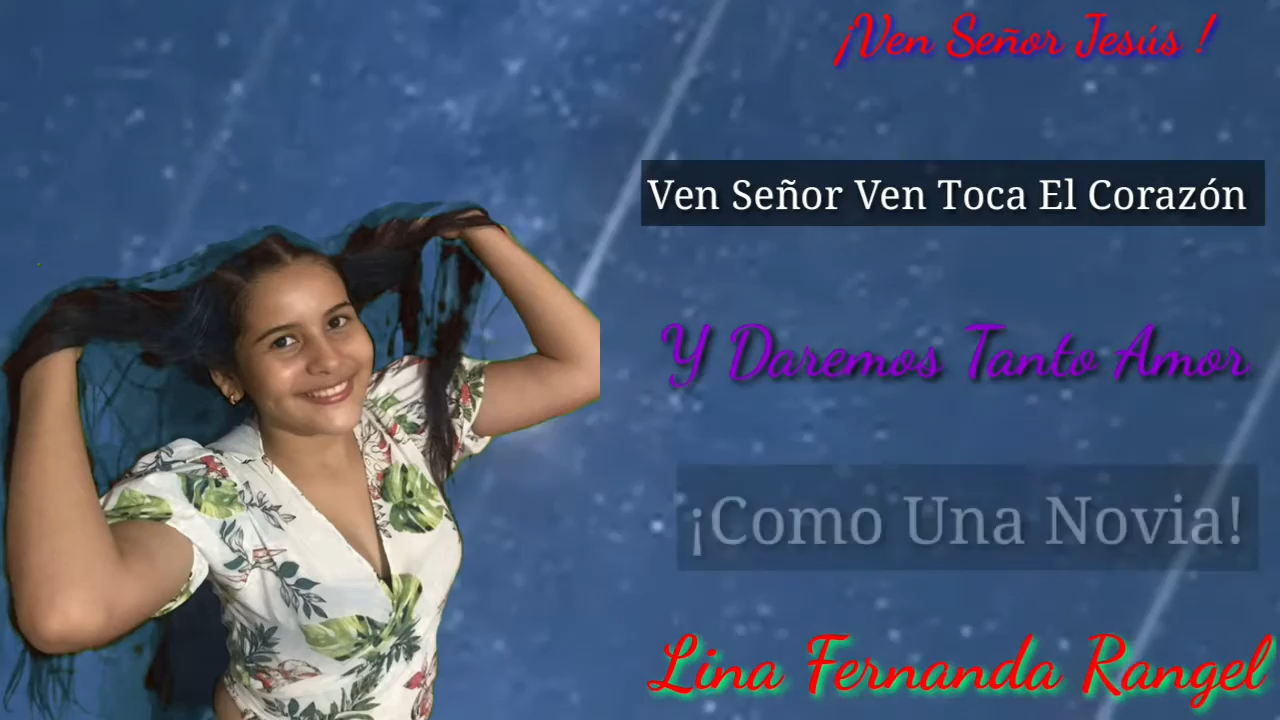 ¡Ven Señor Jesús !
Ven Señor Ven Toca El Corazón
Y Daremos Tanto Amor
¡Como Una Novia!
Lina Fernanda Rangel